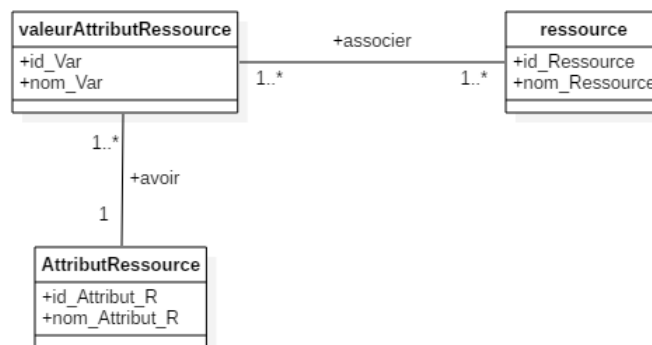 valeurAttributRessource
+id_Var
+nom_Var
+associer
1..*
1..*
ressource
+id_Ressource
+nom_Ressource
1..*
+avoir
1
AttributRessource
+id_Attribut_R
+nom_Attribut_R